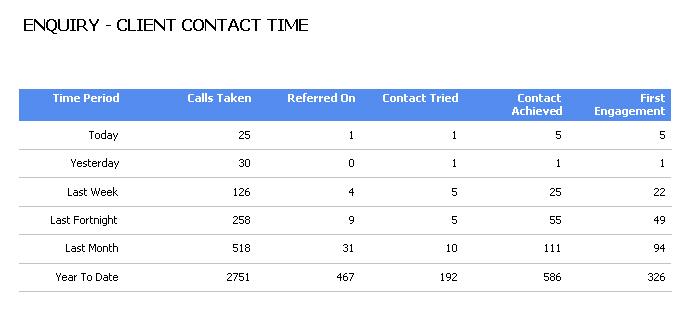 ENQUIRY - CLIENT CONTACT TIME
Time Period Calls Taken Referred On Contact Tried Contact Achieved First Engagement
Today 25 1 1 5 5
Yesterday 30 0 1 1 1
Last Week 126 4 5 25 22
Last Fortnight 258 9 5 55 49
Last Month 518 31 10 111 94
Year To Date 2751 467 192 586 326